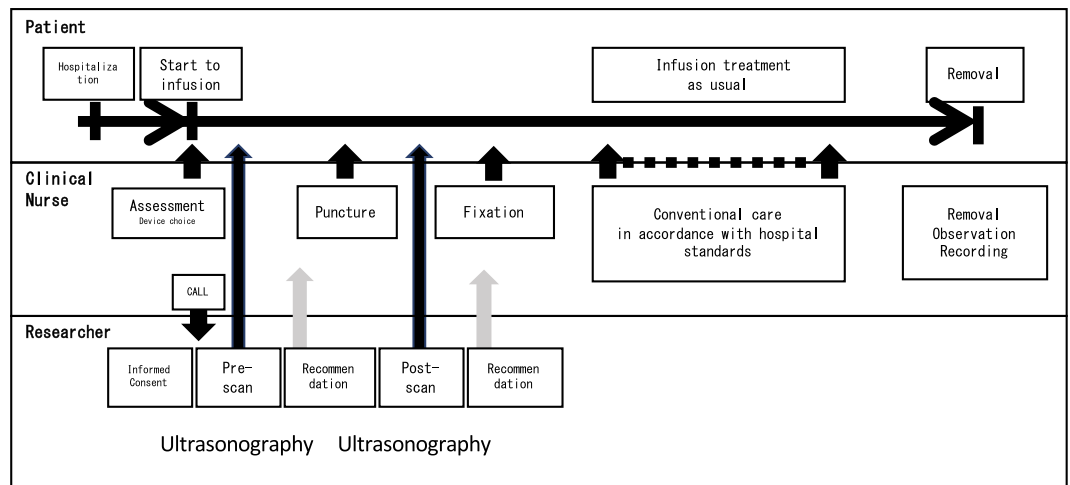 Patient
Hospitaliza
tion
Start to
infusion
Infusion treatment
as usual
Removal
Clinical
Nurse
Assessment
Device choice
Puncture
Fixation
Conventional care
in accordance with hospital
standards
Removal
Observation
Recording
CALL
Researcher
Informed
Consent
Pre-
scan
Recommen
dation
Post-
scan
Recommen
dation
Ultrasonography
Ultrasonography